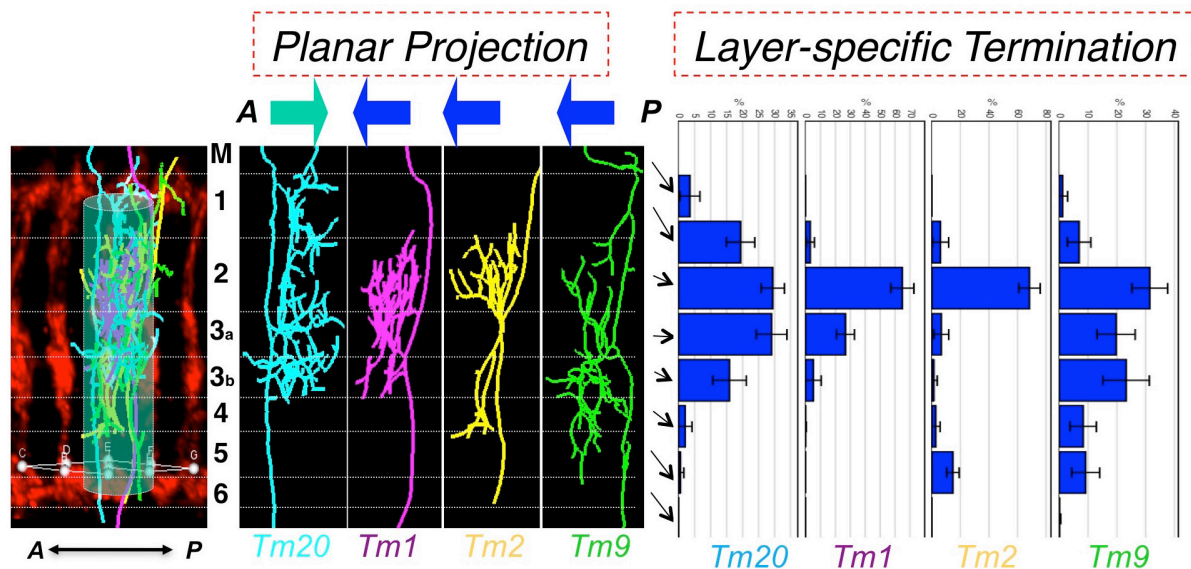 Planar Projection
Layer-specific Termination
A
P
M
1
2
3a
3b
4
5
6
C D E F G
A P
Tm20 Tm1 Tm2 Tm9
% % % %
0 5 10 15 20 25 30 35
0 10 20 30 40 50 60 70
0 20 40 60 80
0 10 20 30 40
Tm20 Tm1 Tm2 Tm9